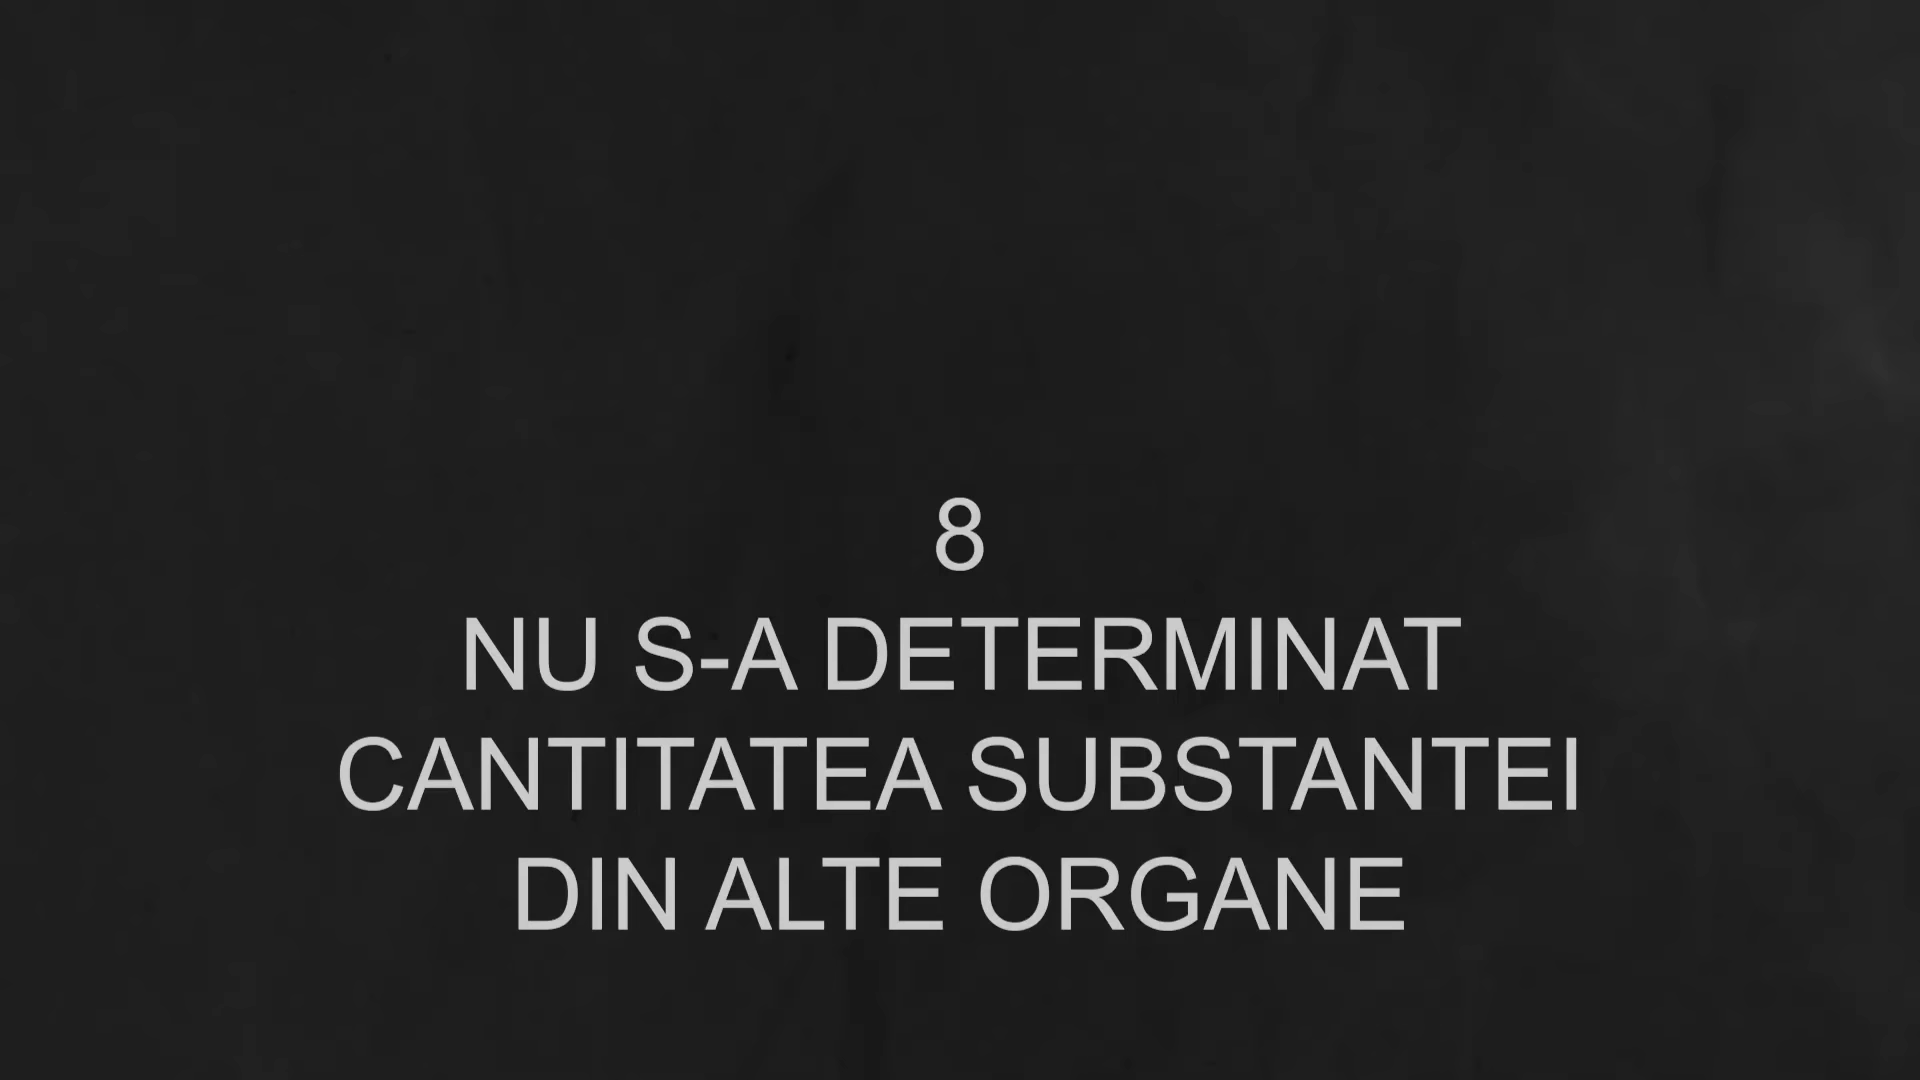 8
NU S-A DETERMINAT
CANTITATEA SUBSTANTEI
DIN ALTE ORGANE